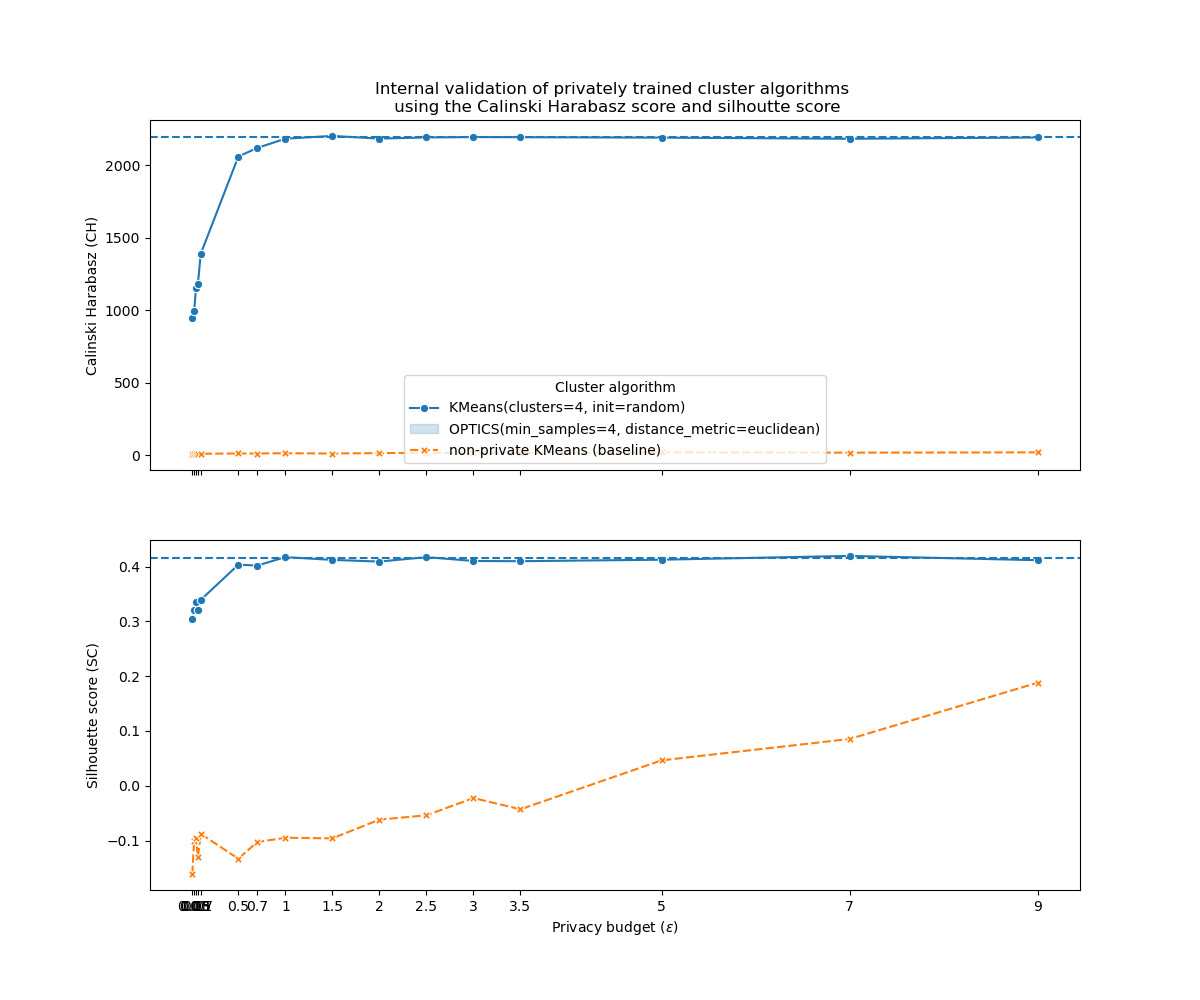 Internal validation of privately trained cluster algorithms
using the Calinski Harabasz score and silhoutte score
Calinski Harabasz (CH)
2000
1500
1000
500
0
Cluster algorithm
KMeans(clusters=4, init=random)
OPTICS(min_samples=4, distance_metric=euclidean)
non-private KMeans (baseline)
Silhouette score (SC)
0.4
0.3
0.2
0.1
0.0
−0.1
0.5 0.7 1 1.5 2 2.5 3 3.5 5 7 9
Privacy budget (ε)